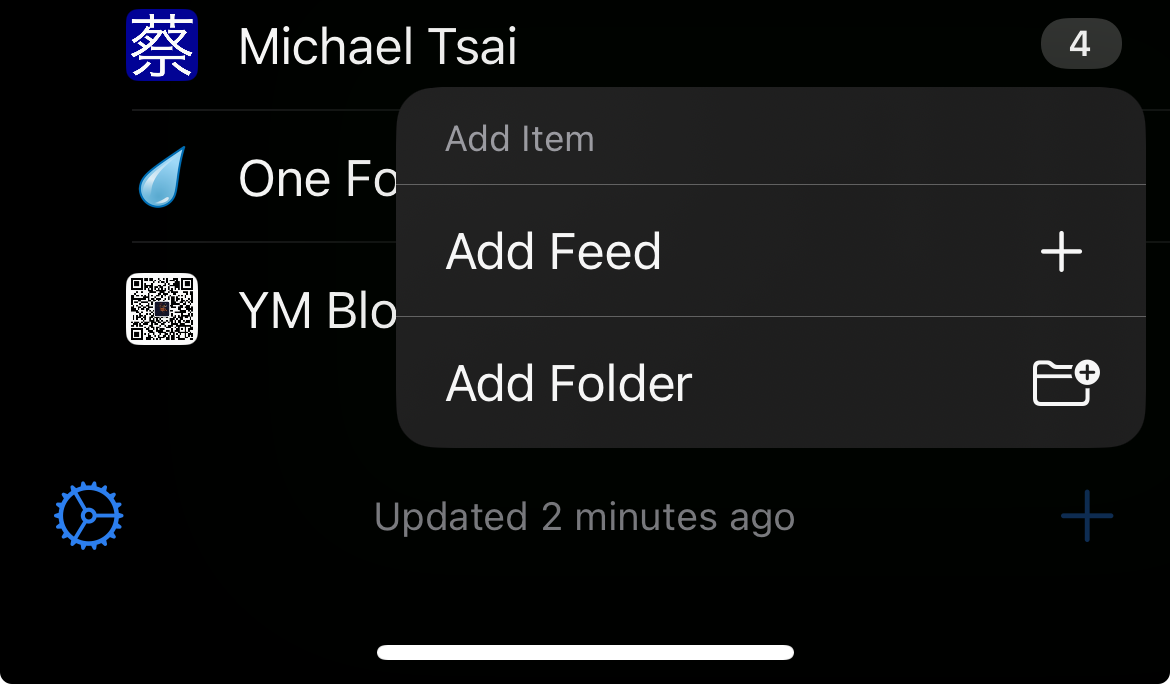 蔡 Michael Tsai 4
Add Item
One Fo
Add Feed
YM Blo
Add Folder
Updated 2 minutes ago